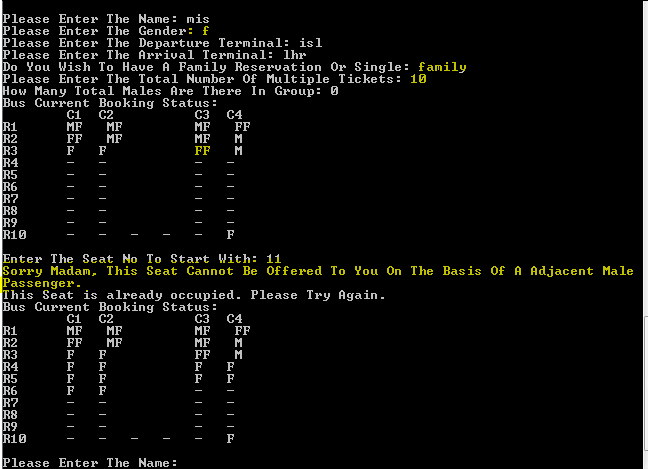 Please Enter The Name: mis
Please Enter The Gender: f
Please Enter The Departure Terminal: isl
Please Enter The Arrival Terminal: lhr
Do You Wish To Have A Family Reservation Or Single: family
Please Enter The Total Number Of Multiple Tickets: 10
How Many Total Males Are There In Group: 0
Bus Current Booking Status:
C1 C2 C3 C4
R1 MF MF MF FF
R2 FF MF MF M
R3 F F FF M
R4 - - - -
R5 - - - -
R6 - - - -
R7 - - - -
R8 - - - -
R9 - - - -
R10 - - - - - F
Enter The Seat No To Start With: 11
Sorry Madam, This Seat Cannot Be Offered To You On The Basis Of A Adjacent Male
Passenger.
This Seat is already occupied. Please Try Again.
Bus Current Booking Status:
C1 C2 C3 C4
R1 MF MF MF FF
R2 FF MF MF M
R3 F F FF M
R4 F F F F
R5 F F F F
R6 F F - -
R7 - - - -
R8 - - - -
R9 - - - -
R10 - - - - - F
Please Enter The Name: